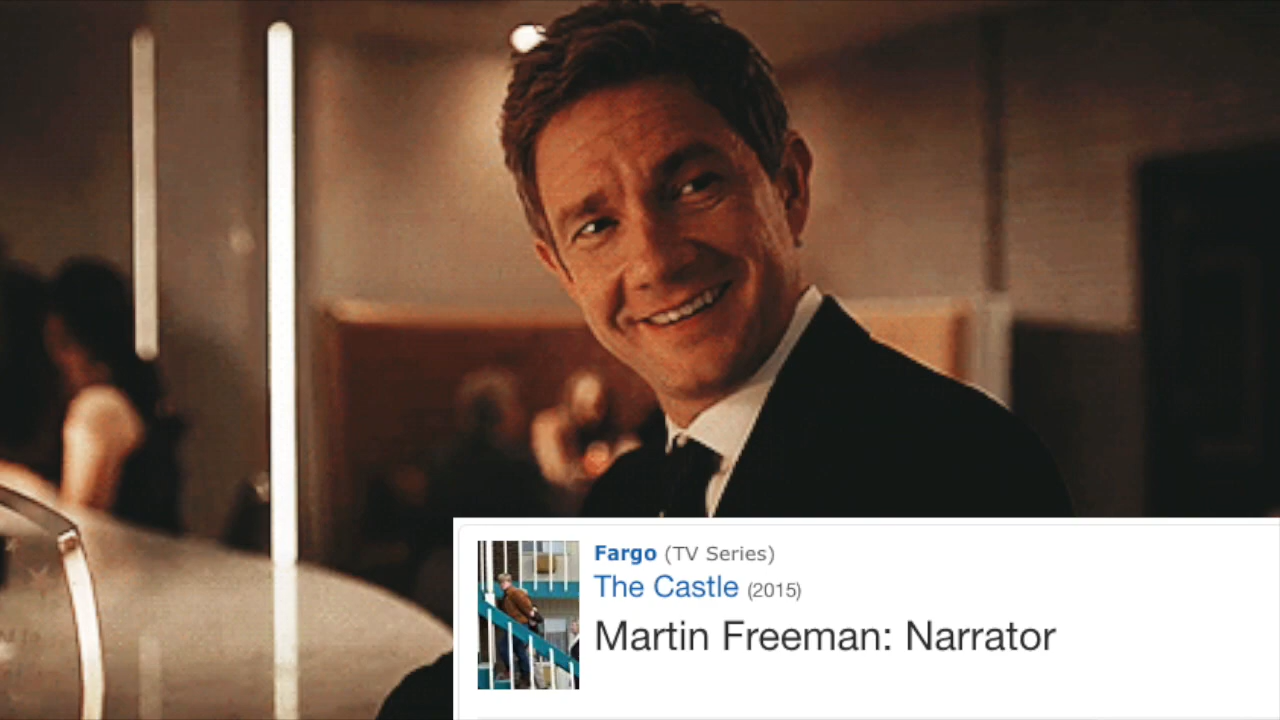 Fargo (TV Series)
The Castle (2015)
Martin Freeman: Narrator